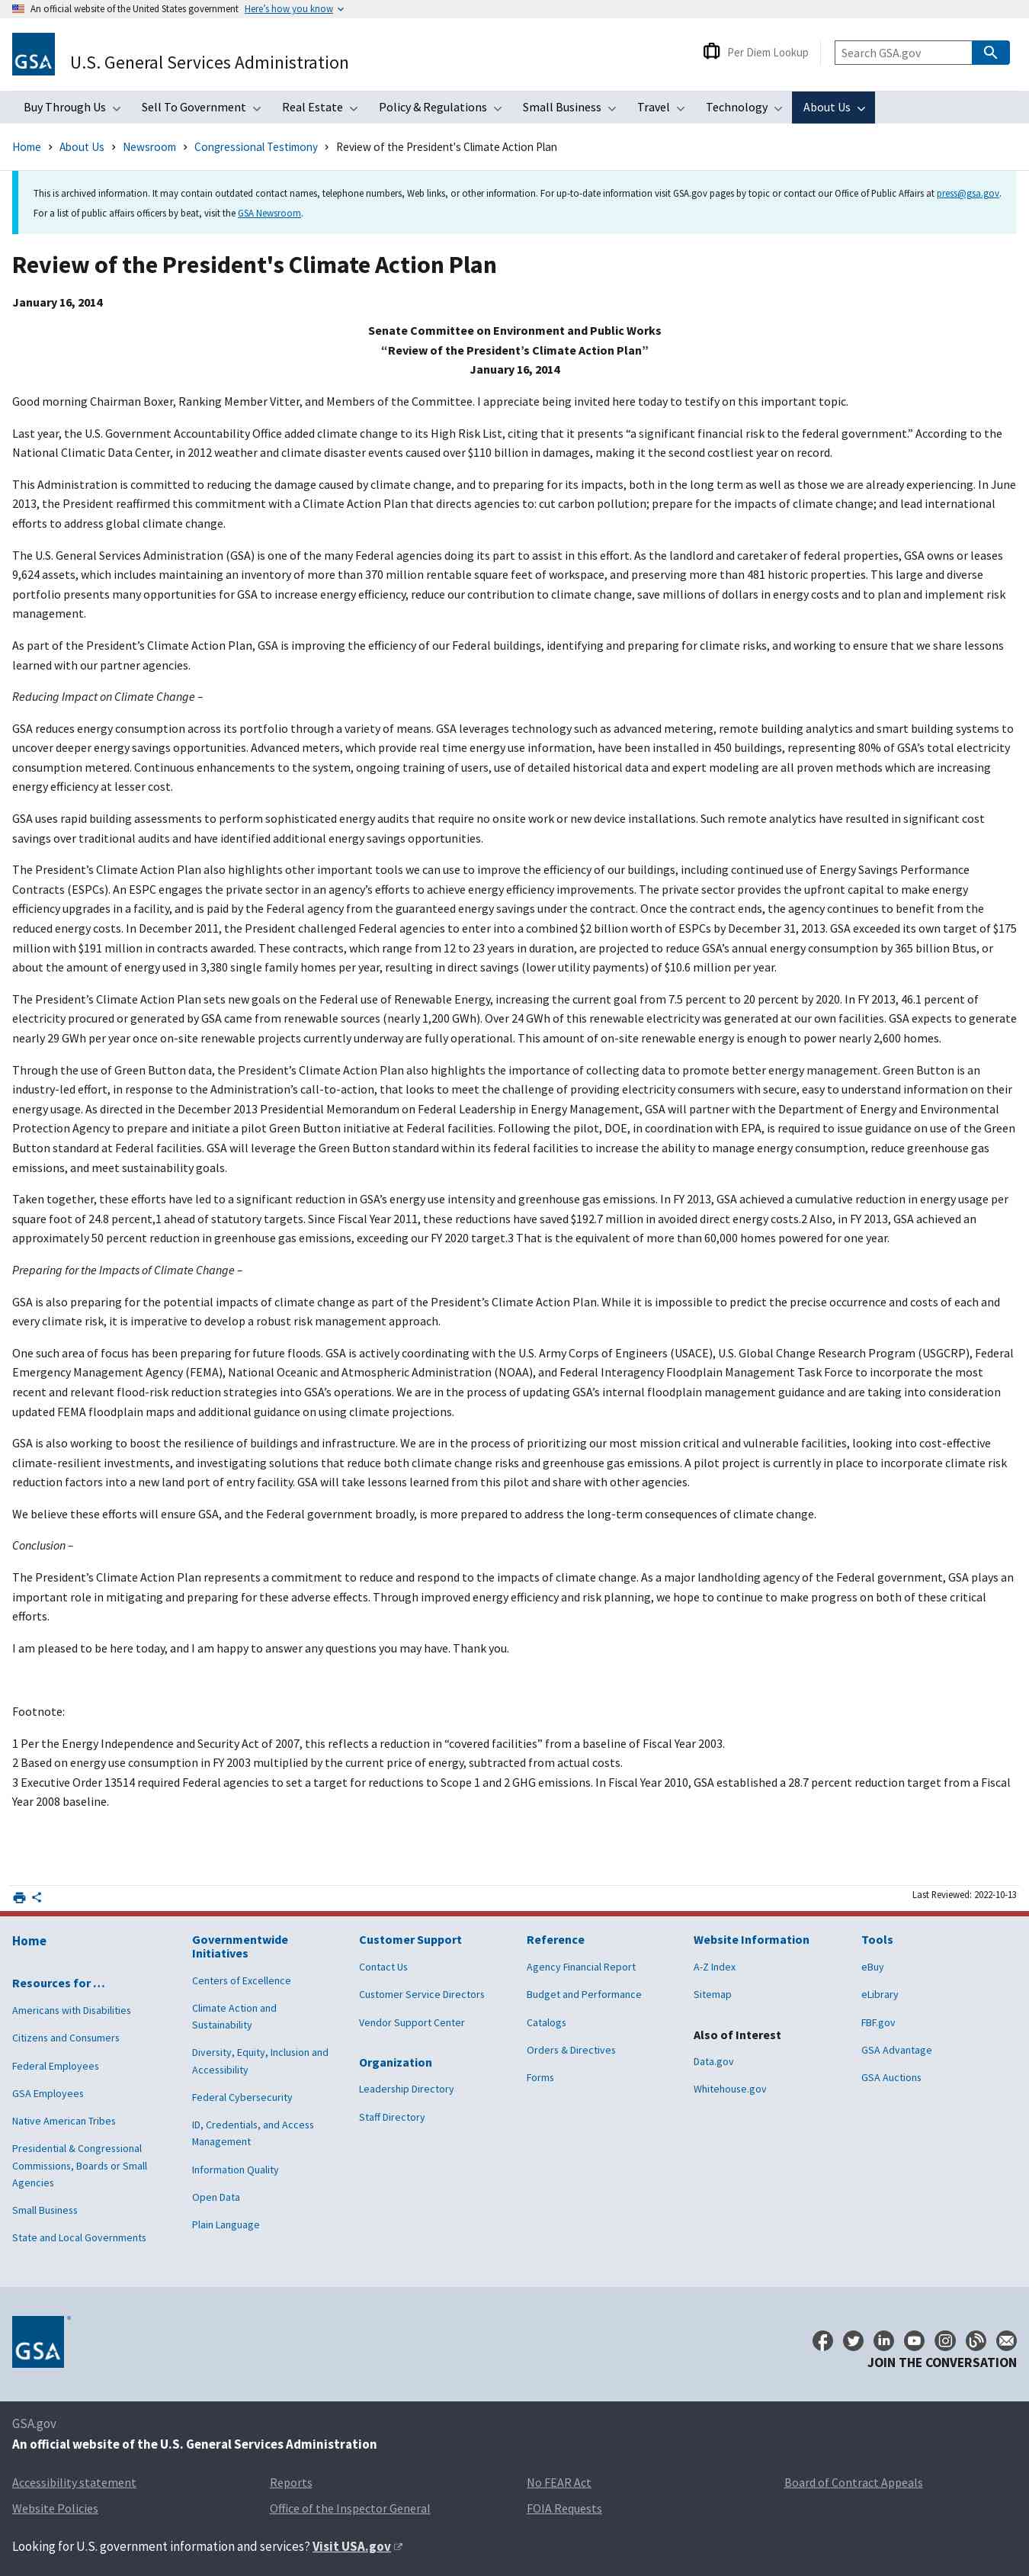 An official website of the United States government Here's how you know
GSA
U.S. General Services Administration
Per Diem Lookup
Search GSA.gov
Buy Through Us
Sell To Government
Real Estate
Policy & Regulations
Small Business
Travel
Technology
About Us
Home > About Us > Newsroom > Congressional Testimony > Review of the President's Climate Action Plan
This is archived information. It may contain outdated contact names, telephone numbers, Web links, or other information. For up-to-date information visit GSA.gov pages by topic or contact our Office of Public Affairs at press@gsa.gov.
For a list of public affairs officers by beat, visit the GSA Newsroom.
Review of the President's Climate Action Plan
January 16, 2014
Senate Committee on Environment and Public Works
“Review of the President’s Climate Action Plan”
January 16, 2014
Good morning Chairman Boxer, Ranking Member Vitter, and Members of the Committee. I appreciate being invited here today to testify on this important topic.
Last year, the U.S. Government Accountability Office added climate change to its High Risk List, citing that it presents “a significant financial risk to the federal government.” According to the
National Climatic Data Center, in 2012 weather and climate disaster events caused over $110 billion in damages, making it the second costliest year on record.
This Administration is committed to reducing the damage caused by climate change, and to preparing for its impacts, both in the long term as well as those we are already experiencing. In June
2013, the President reaffirmed this commitment with a Climate Action Plan that directs agencies to: cut carbon pollution; prepare for the impacts of climate change; and lead international
efforts to address global climate change.
The U.S. General Services Administration (GSA) is one of the many Federal agencies doing its part to assist in this effort. As the landlord and caretaker of federal properties, GSA owns or leases
9,624 assets, which includes maintaining an inventory of more than 370 million rentable square feet of workspace, and preserving more than 481 historic properties. This large and diverse
portfolio presents many opportunities for GSA to increase energy efficiency, reduce our contribution to climate change, save millions of dollars in energy costs and to plan and implement risk
management.
As part of the President’s Climate Action Plan, GSA is improving the efficiency of our Federal buildings, identifying and preparing for climate risks, and working to ensure that we share lessons
learned with our partner agencies.
Reducing Impact on Climate Change –
GSA reduces energy consumption across its portfolio through a variety of means. GSA leverages technology such as advanced metering, remote building analytics and smart building systems to
uncover deeper energy savings opportunities. Advanced meters, which provide real time energy use information, have been installed in 450 buildings, representing 80% of GSA’s total electricity
consumption metered. Continuous enhancements to the system, ongoing training of users, use of detailed historical data and expert modeling are all proven methods which are increasing
energy efficiency at lesser cost.
GSA uses rapid building assessments to perform sophisticated energy audits that require no onsite work or new device installations. Such remote analytics have resulted in significant cost
savings over traditional audits and have identified additional energy savings opportunities.
The President’s Climate Action Plan also highlights other important tools we can use to improve the efficiency of our buildings, including continued use of Energy Savings Performance
Contracts (ESPCs). An ESPC engages the private sector in an agency’s efforts to achieve energy efficiency improvements. The private sector provides the upfront capital to make energy
efficiency upgrades in a facility, and is paid by the Federal agency from the guaranteed energy savings under the contract. Once the contract ends, the agency continues to benefit from the
reduced energy costs. In December 2011, the President challenged Federal agencies to enter into a combined $2 billion worth of ESPCs by December 31, 2013. GSA exceeded its own target of $175
million with $191 million in contracts awarded. These contracts, which range from 12 to 23 years in duration, are projected to reduce GSA’s annual energy consumption by 365 billion Btus, or
about the amount of energy used in 3,380 single family homes per year, resulting in direct savings (lower utility payments) of $10.6 million per year.
The President’s Climate Action Plan sets new goals on the Federal use of Renewable Energy, increasing the current goal from 7.5 percent to 20 percent by 2020. In FY 2013, 46.1 percent of
electricity procured or generated by GSA came from renewable sources (nearly 1,200 GWh). Over 24 GWh of this renewable electricity was generated at our own facilities. GSA expects to generate
nearly 29 GWh per year once on-site renewable projects currently underway are fully operational. This amount of on-site renewable energy is enough to power nearly 2,600 homes.
Through the use of Green Button data, the President’s Climate Action Plan also highlights the importance of collecting data to promote better energy management. Green Button is an
industry-led effort, in response to the Administration’s call-to-action, that looks to meet the challenge of providing electricity consumers with secure, easy to understand information on their
energy usage. As directed in the December 2013 Presidential Memorandum on Federal Leadership in Energy Management, GSA will partner with the Department of Energy and Environmental
Protection Agency to prepare and initiate a pilot Green Button initiative at Federal facilities. Following the pilot, DOE, in coordination with EPA, is required to issue guidance on use of the Green
Button standard at Federal facilities. GSA will leverage the Green Button standard within its federal facilities to increase the ability to manage energy consumption, reduce greenhouse gas
emissions, and meet sustainability goals.
Taken together, these efforts have led to a significant reduction in GSA’s energy use intensity and greenhouse gas emissions. In FY 2013, GSA achieved a cumulative reduction in energy usage per
square foot of 24.8 percent,1 ahead of statutory targets. Since Fiscal Year 2011, these reductions have saved $192.7 million in avoided direct energy costs.2 Also, in FY 2013, GSA achieved an
approximately 50 percent reduction in greenhouse gas emissions, exceeding our FY 2020 target.3 That is the equivalent of more than 60,000 homes powered for one year.
Preparing for the Impacts of Climate Change –
GSA is also preparing for the potential impacts of climate change as part of the President’s Climate Action Plan. While it is impossible to predict the precise occurrence and costs of each and
every climate risk, it is imperative to develop a robust risk management approach.
One such area of focus has been preparing for future floods. GSA is actively coordinating with the U.S. Army Corps of Engineers (USACE), U.S. Global Change Research Program (USGCRP), Federal
Emergency Management Agency (FEMA), National Oceanic and Atmospheric Administration (NOAA), and Federal Interagency Floodplain Management Task Force to incorporate the most
recent and relevant flood-risk reduction strategies into GSA’s operations. We are in the process of updating GSA’s internal floodplain management guidance and are taking into consideration
updated FEMA floodplain maps and additional guidance on using climate projections.
GSA is also working to boost the resilience of buildings and infrastructure. We are in the process of prioritizing our most mission critical and vulnerable facilities, looking into cost-effective
climate-resilient investments, and investigating solutions that reduce both climate change risks and greenhouse gas emissions. A pilot project is currently in place to incorporate climate risk
reduction factors into a new land port of entry facility. GSA will take lessons learned from this pilot and share with other agencies.
We believe these efforts will ensure GSA, and the Federal government broadly, is more prepared to address the long-term consequences of climate change.
Conclusion –
The President’s Climate Action Plan represents a commitment to reduce and respond to the impacts of climate change. As a major landholding agency of the Federal government, GSA plays an
important role in mitigating and preparing for these adverse effects. Through improved energy efficiency and risk planning, we hope to continue to make progress on both of these critical
efforts.
I am pleased to be here today, and I am happy to answer any questions you may have. Thank you.
Footnote:
1 Per the Energy Independence and Security Act of 2007, this reflects a reduction in “covered facilities” from a baseline of Fiscal Year 2003.
2 Based on energy use consumption in FY 2003 multiplied by the current price of energy, subtracted from actual costs.
3 Executive Order 13514 required Federal agencies to set a target for reductions to Scope 1 and 2 GHG emissions. In Fiscal Year 2010, GSA established a 28.7 percent reduction target from a Fiscal
Year 2008 baseline.
Last Reviewed: 2022-10-13
Home
Resources for …
Americans with Disabilities
Citizens and Consumers
Federal Employees
GSA Employees
Native American Tribes
Presidential & Congressional
Commissions, Boards or Small
Agencies
Small Business
State and Local Governments
Governmentwide
Initiatives
Centers of Excellence
Climate Action and
Sustainability
Diversity, Equity, Inclusion and
Accessibility
Federal Cybersecurity
ID, Credentials, and Access
Management
Information Quality
Open Data
Plain Language
Customer Support
Contact Us
Customer Service Directors
Vendor Support Center
Organization
Leadership Directory
Staff Directory
Reference
Agency Financial Report
Budget and Performance
Catalogs
Orders & Directives
Forms
Website Information
A-Z Index
Sitemap
Also of Interest
Data.gov
Whitehouse.gov
Tools
eBuy
eLibrary
FBF.gov
GSA Advantage
GSA Auctions
GSA
JOIN THE CONVERSATION
GSA.gov
An official website of the U.S. General Services Administration
Accessibility statement
Reports
No FEAR Act
Board of Contract Appeals
Website Policies
Office of the Inspector General
FOIA Requests
Looking for U.S. government information and services? Visit USA.gov